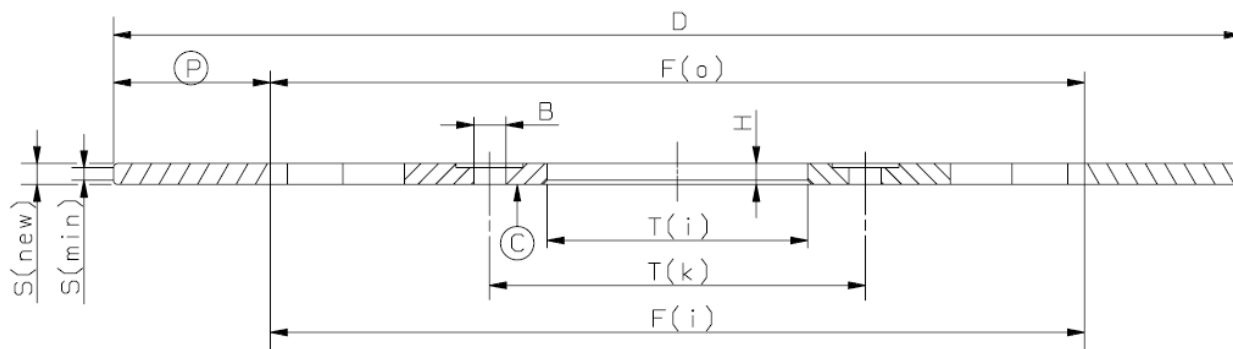 D
P F(o)
B
H
S(new)
S(min)
C
T(i)
T(k)
F(i)